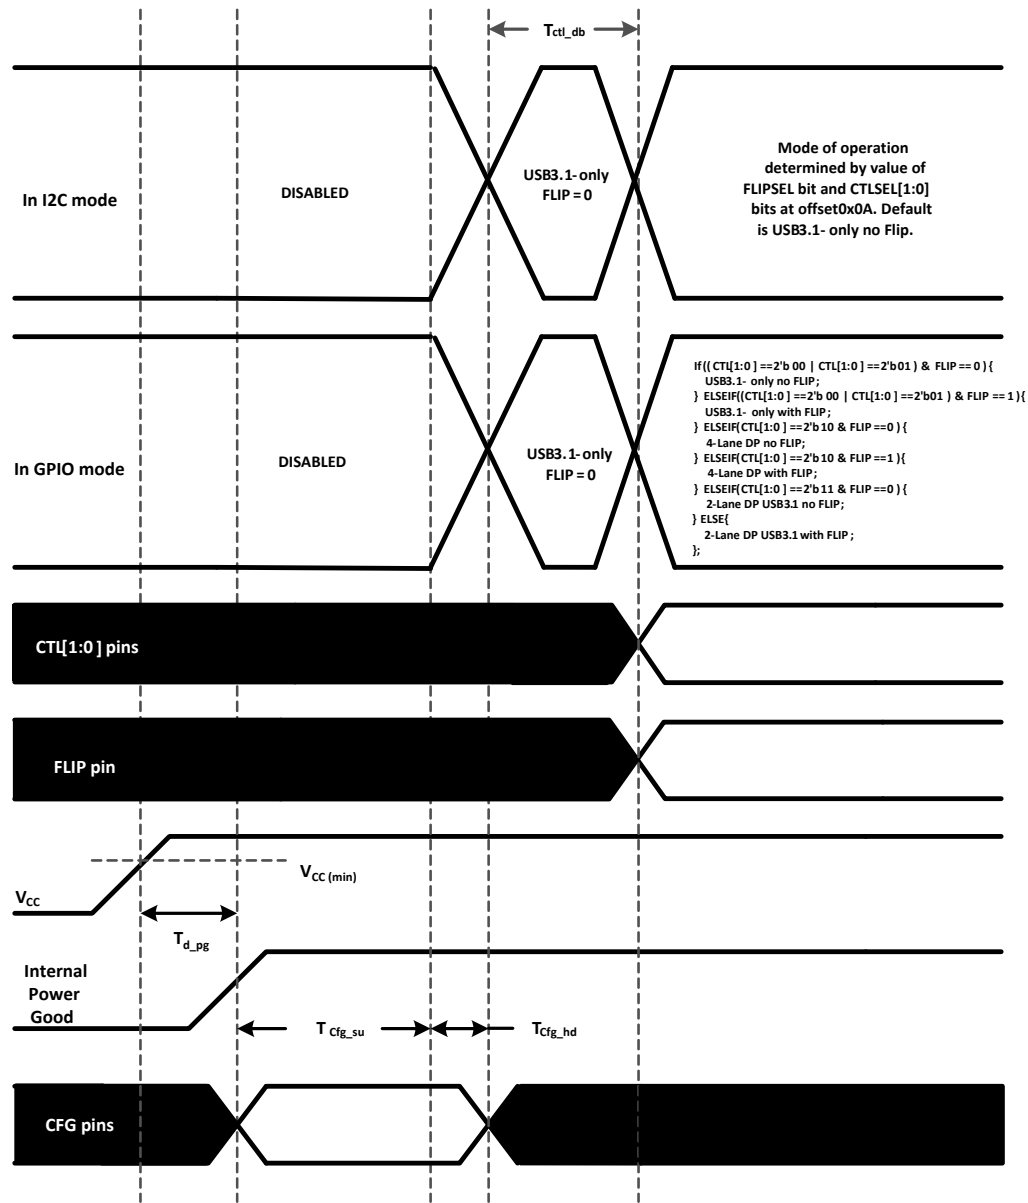 Tctl_db
In I2C mode
DISABLED
USB3.1- only
FLIP = 0
Mode of operation
determined by value of
FLIPSEL bit and CTLSEL[1:0]
bits at offset0x0A. Default
is USB3.1- only no Flip.
In GPIO mode
DISABLED
USB3.1- only
FLIP = 0
If(( CTL[1:0 ] ==2'b 00 | CTL[1:0 ] ==2'b01 ) & FLIP == 0 ) {
USB3.1- only no FLIP ;
} ELSEIF((CTL[1:0 ] ==2'b 00 | CTL[1:0 ] ==2'b01 ) & FLIP == 1 ) {
USB3.1- only with FLIP ;
} ELSEIF(CTL[1:0 ] ==2'b 10 & FLIP ==0 ) {
4-Lane DP no FLIP;
} ELSEIF(CTL[1:0 ] ==2'b 10 & FLIP ==1 ) {
4-Lane DP with FLIP;
} ELSEIF(CTL[1:0 ] ==2'b 11 & FLIP ==0 ) {
2-Lane DP USB3.1 no FLIP;
} ELSE{
2-Lane DP USB3.1 with FLIP ;
};
CTL[1:0 ] pins
FLIP pin
VCC (min)
VCC
Td_pg
Internal
Power
Good
TCfg_su
TCfg_hd
CFG pins